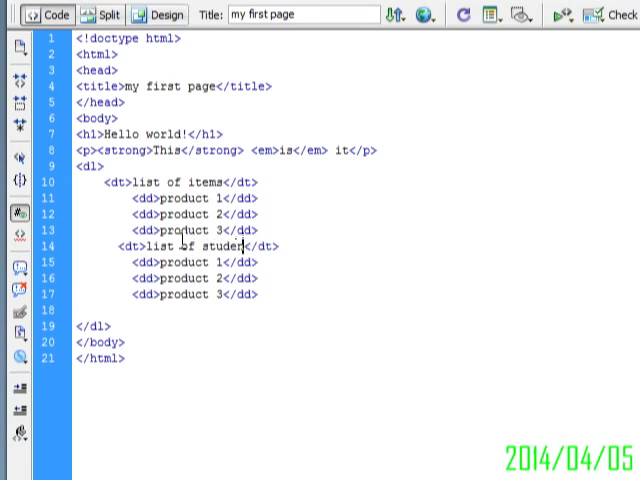 Code Split Design Title: my first page Check
1 <!doctype html>
2 <html>
3 <head>
4 <title>my first page</title>
5 </head>
6 <body>
7 <h1>Hello world!</h1>
8 <p><strong>This</strong> <em>is</em> it</p>
9 <dl>
10 <dt>list of items</dt>
11 <dd>product 1</dd>
12 <dd>product 2</dd>
13 <dd>product 3</dd>
14 <dt>list of studen</dt>
15 <dd>product 1</dd>
16 <dd>product 2</dd>
17 <dd>product 3</dd>
18
19 </dl>
20 </body>
21 </html>
2014/04/05